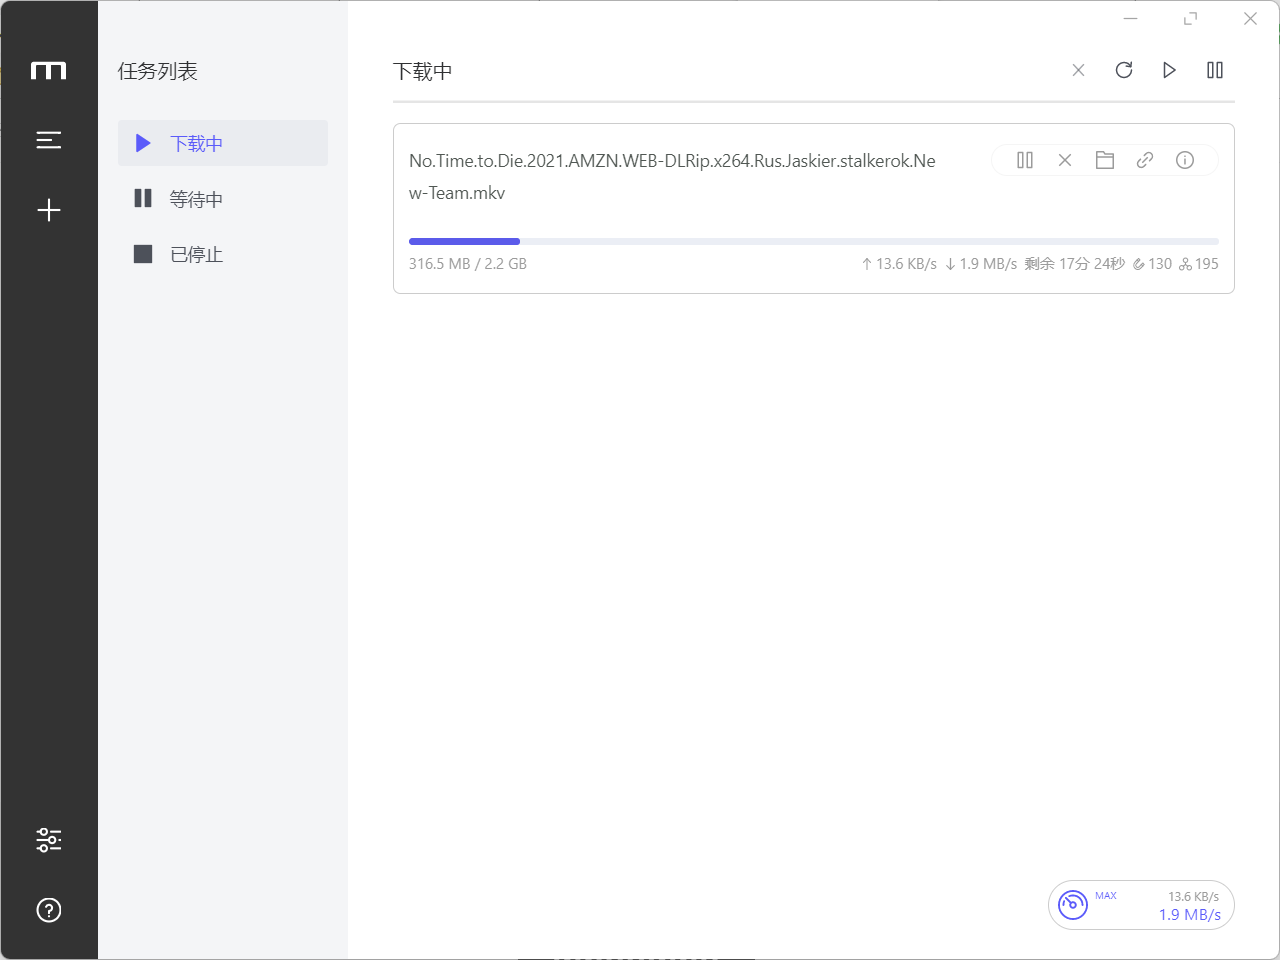 任务列表
下载中
等待中
已停止
下载中
No.Time.to.Die.2021.AMZN.WEB-DLRip.x264.Rus.Jaskier.stalkerok.Ne
w-Team.mkv
316.5 MB / 2.2 GB
↑ 13.6 KB/s ↓ 1.9 MB/s 剩余 17分 24秒 130 195
MAX
13.6 KB/s
1.9 MB/s